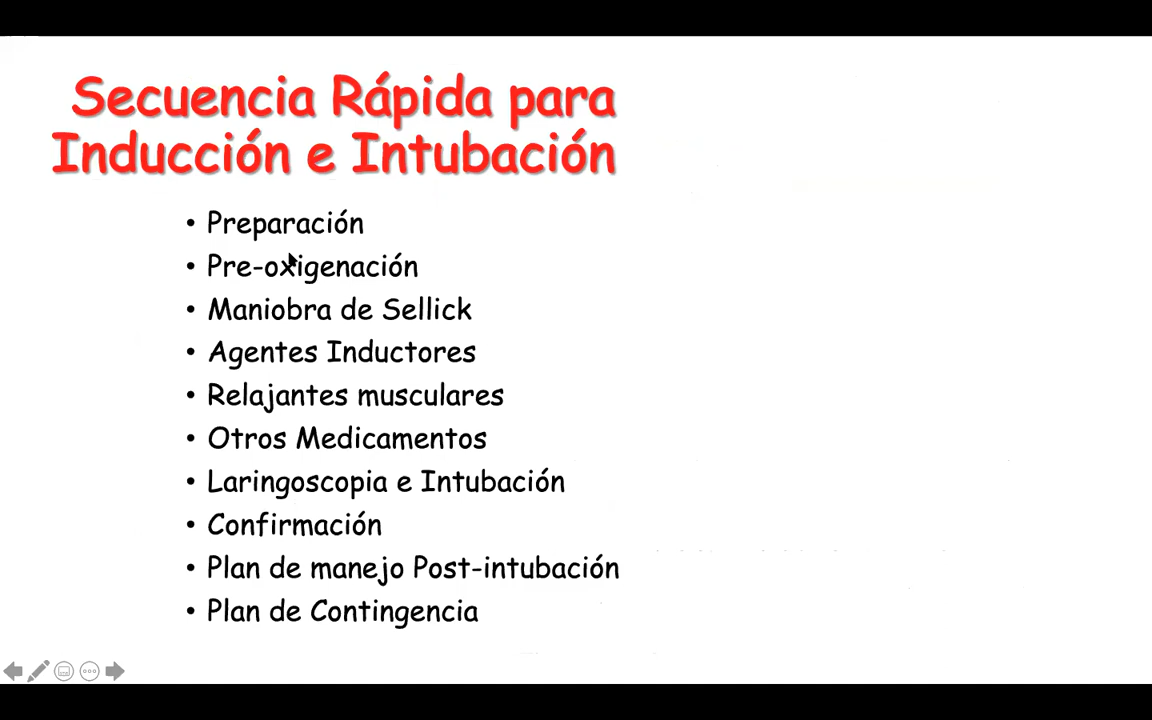 Secuencia Rápida para
Inducción e Intubación
• Preparación
• Pre-oxigenación
• Maniobra de Sellick
• Agentes Inductores
• Relajantes musculares
• Otros Medicamentos
• Laringoscopia e Intubación
• Confirmación
• Plan de manejo Post-intubación
• Plan de Contingencia